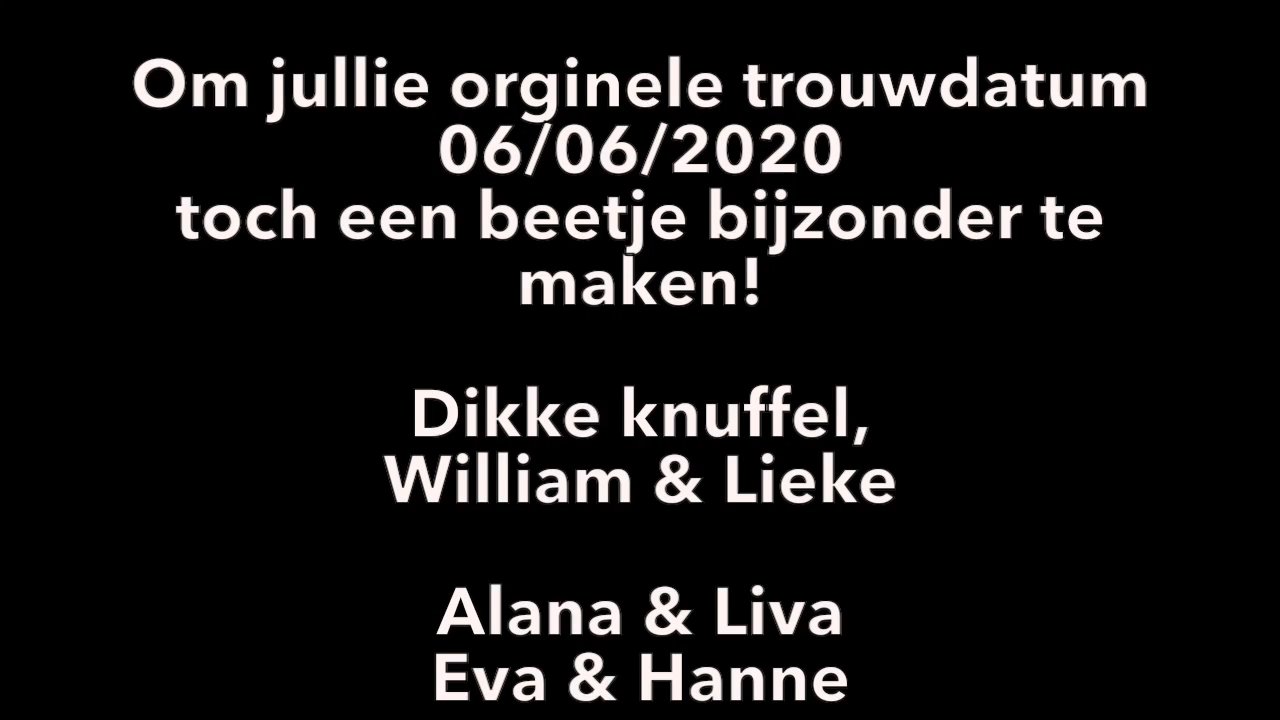 Om jullie orginele trouwdatum
06/06/2020
toch een beetje bijzonder te
maken!
Dikke knuffel,
William & Lieke
Alana & Liva
Eva & Hanne